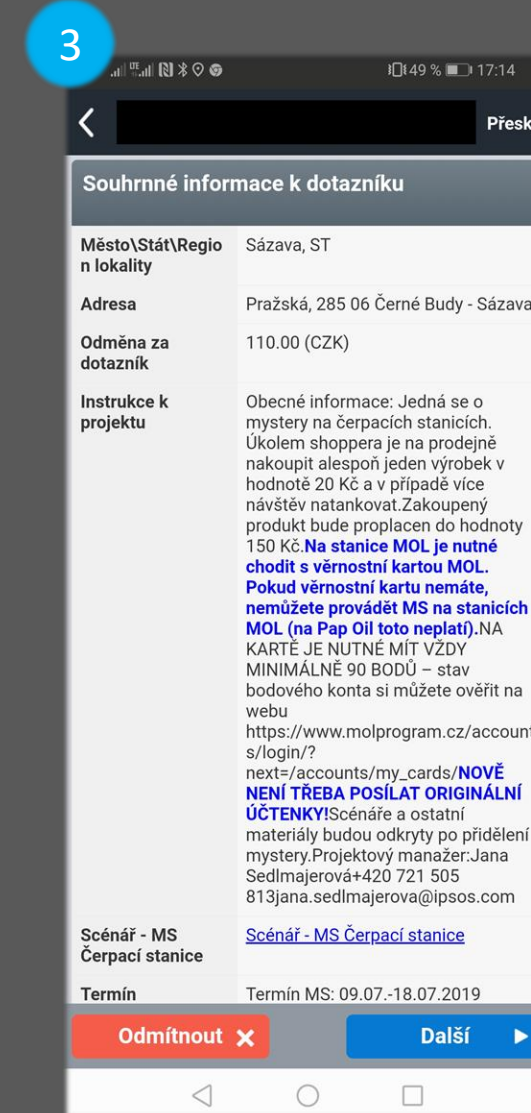 3
49 % 17:14
Přesk
Souhrnné informace k dotazníku
Město\Stát\Regio
n lokality
Sázava, ST
Adresa
Pražská, 285 06 Černé Budy - Sázava
Odměna za
dotazník
110.00 (CZK)
Instrukce k
projektu
Obecné informace: Jedná se o
mystery na čerpacích stanicích.
Úkolem shoppera je na prodejně
nakoupit alespoň jeden výrobek v
hodnotě 20 Kč a v případě více
návštěv natankovat.Zakoupený
produkt bude proplacen do hodnoty
150 Kč.Na stanice MOL je nutné
chodit s věrnostní kartou MOL.
Pokud věrnostní kartu nemáte,
nemůžete provádět MS na stanicích
MOL (na Pap Oil toto neplatí).NA
KARTĚ JE NUTNÉ MÍT VŽDY
MINIMÁLNĚ 90 BODŮ – stav
bodového konta si můžete ověřit na
webu
https://www.molprogram.cz/account
s/login/?
next=/accounts/my_cards/NOVĚ
NENÍ TŘEBA POSÍLAT ORIGINÁLNÍ
ÚČTENKY!Scénáře a ostatní
materiály budou odkryty po přidělení
mystery.Projektový manažer:Jana
Sedlmajerová+420 721 505
813jana.sedlmajerova@ipsos.com
Scénář - MS
Čerpací stanice
Scénář - MS Čerpací stanice
Termín
Termín MS: 09.07.-18.07.2019
Odmítnout
Další